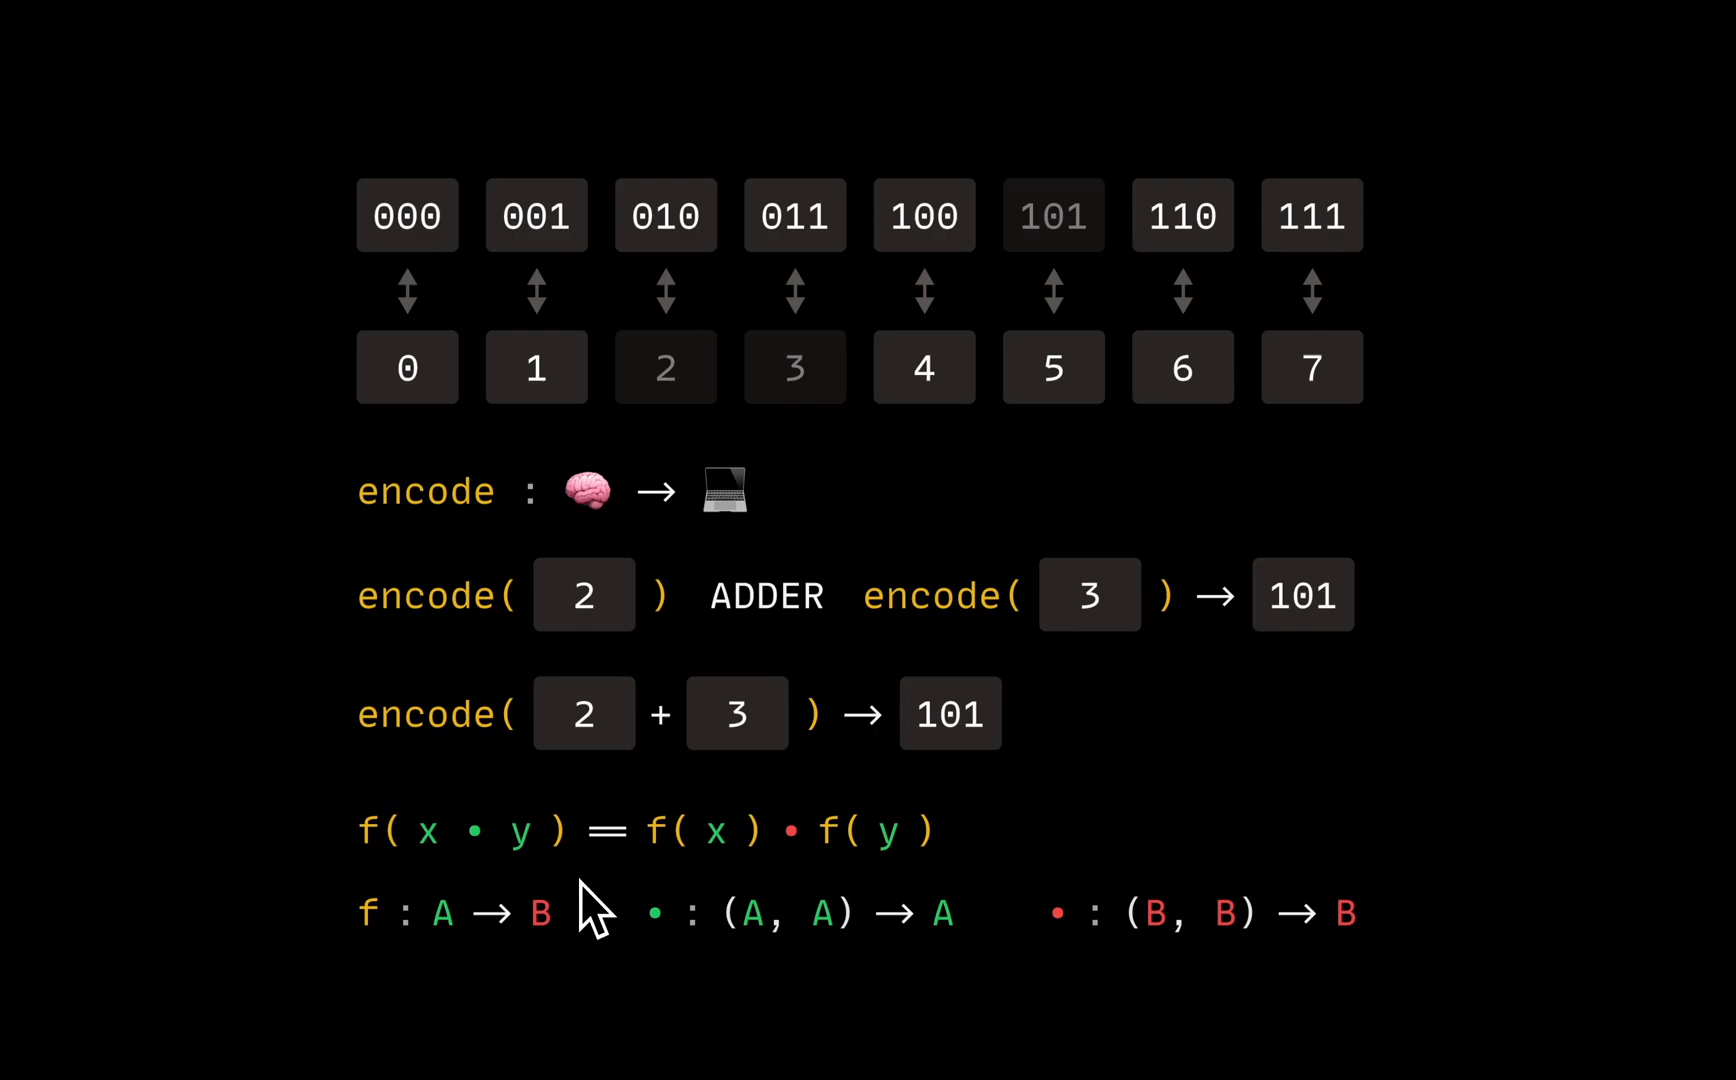 000 001 010 011 100 101 110 111
0 1 2 3 4 5 6 7
encode : 🧠 → 💻
encode( 2 ) ADDER encode( 3 ) → 101
encode( 2 + 3 ) → 101
f( x • y ) == f( x ) • f( y )
f : A → B • : (A, A) → A • : (B, B) → B